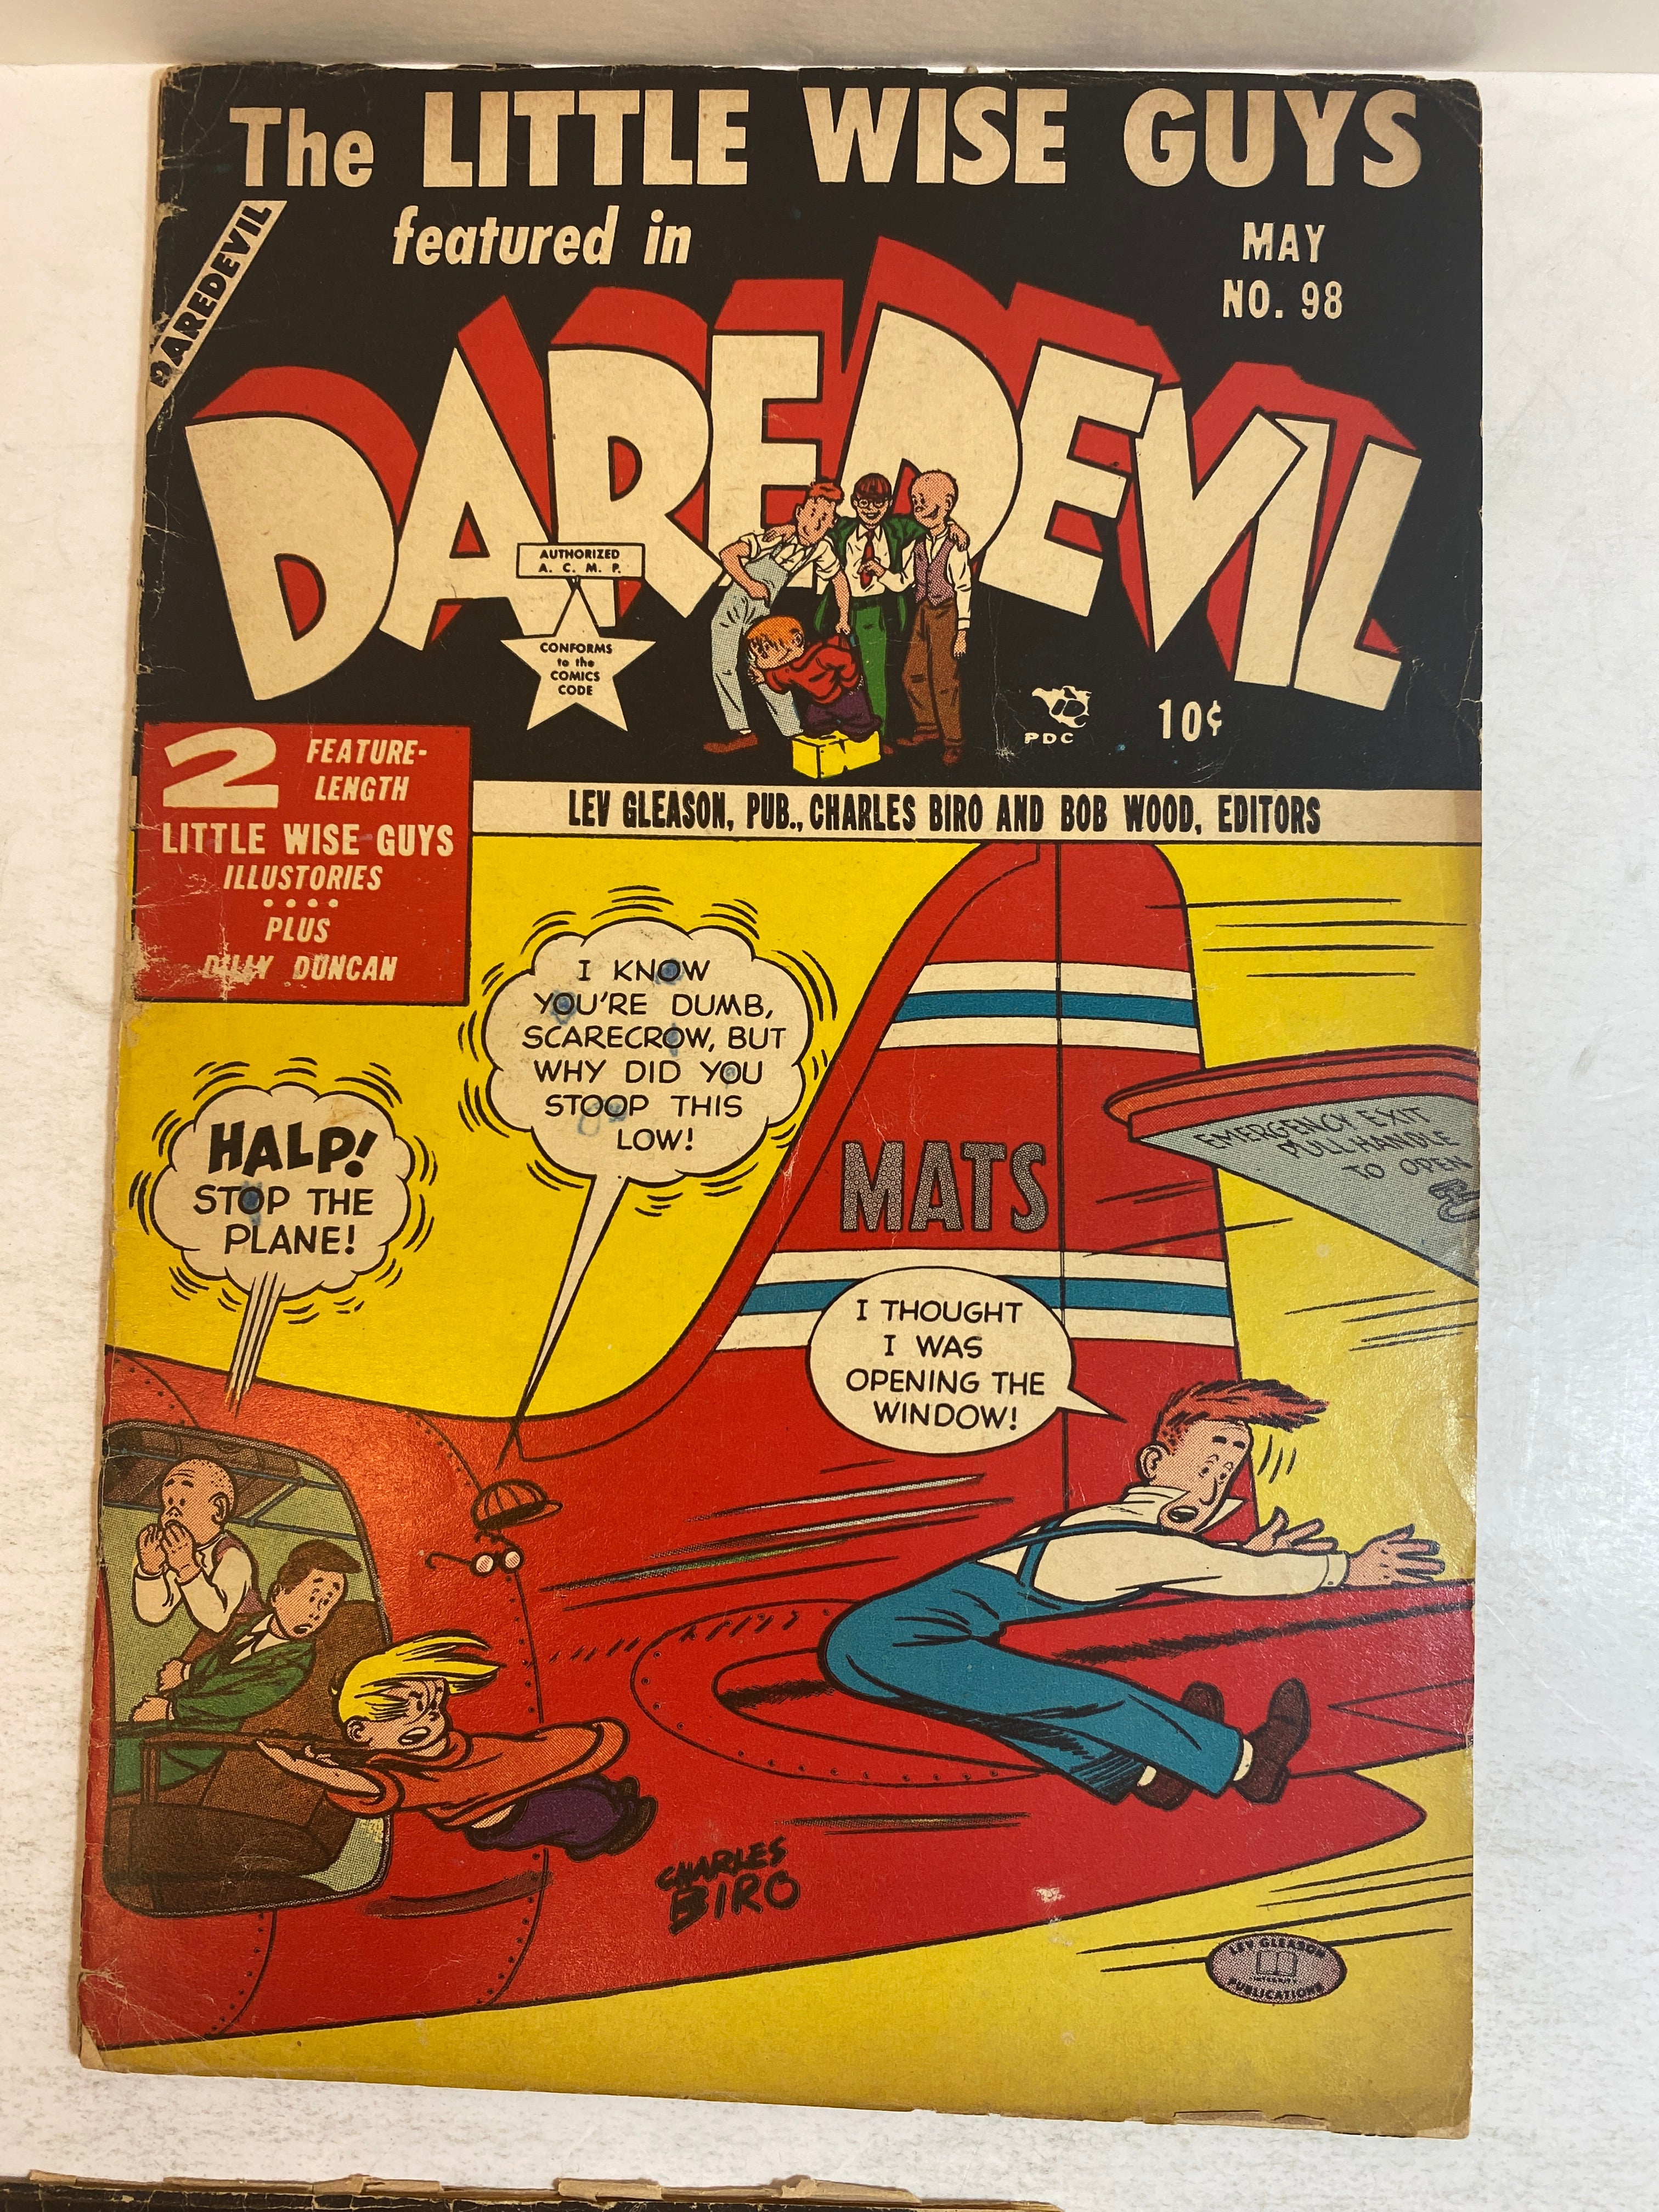 The LITTLE WISE GUYS
featured in
MAY
NO. 98
DAREDEVIL
DAREDEVIL
AUTHORIZED
A. C. M. P.
CONFORMS
to the
COMICS
CODE
PDC
10¢
2 FEATURE-
LENGTH
LITTLE WISE GUYS
ILLUSTORIES
PLUS
DILLY DUNCAN
LEV GLEASON, PUB., CHARLES BIRO AND BOB WOOD, EDITORS
HALP!
STOP THE
PLANE!
I KNOW
YOU'RE DUMB,
SCARECROW, BUT
WHY DID YOU
STOOP THIS
LOW!
MATS
EMERGENCY EXIT
PULL HANDLE
TO OPEN
I THOUGHT
I WAS
OPENING THE
WINDOW!
CHARLES
BIRO
LEV GLEASON
INTEGRITY
PUBLICATIONS